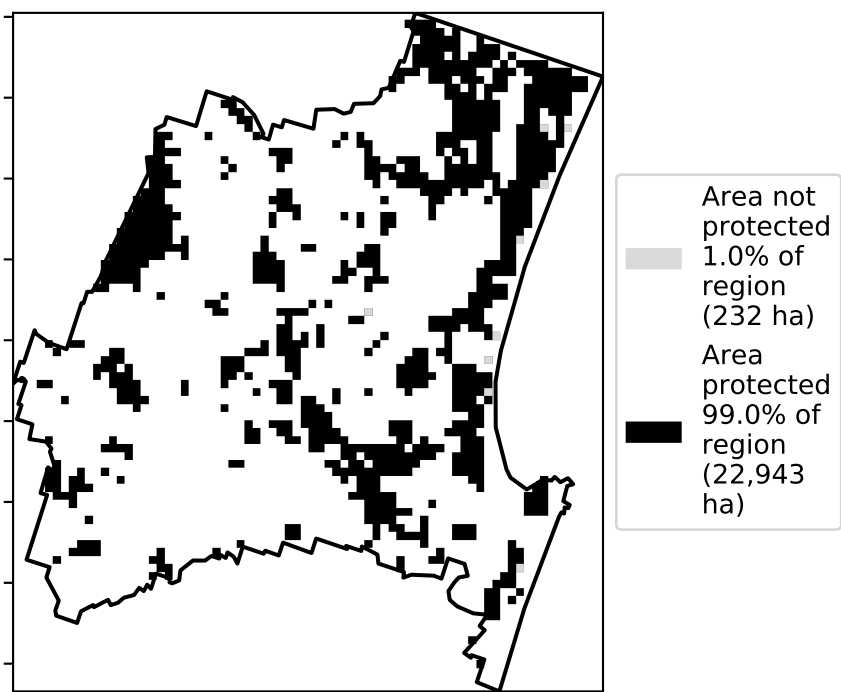 Area not
protected
1.0% of
region
(232 ha)
Area
protected
99.0% of
region
(22,943
ha)